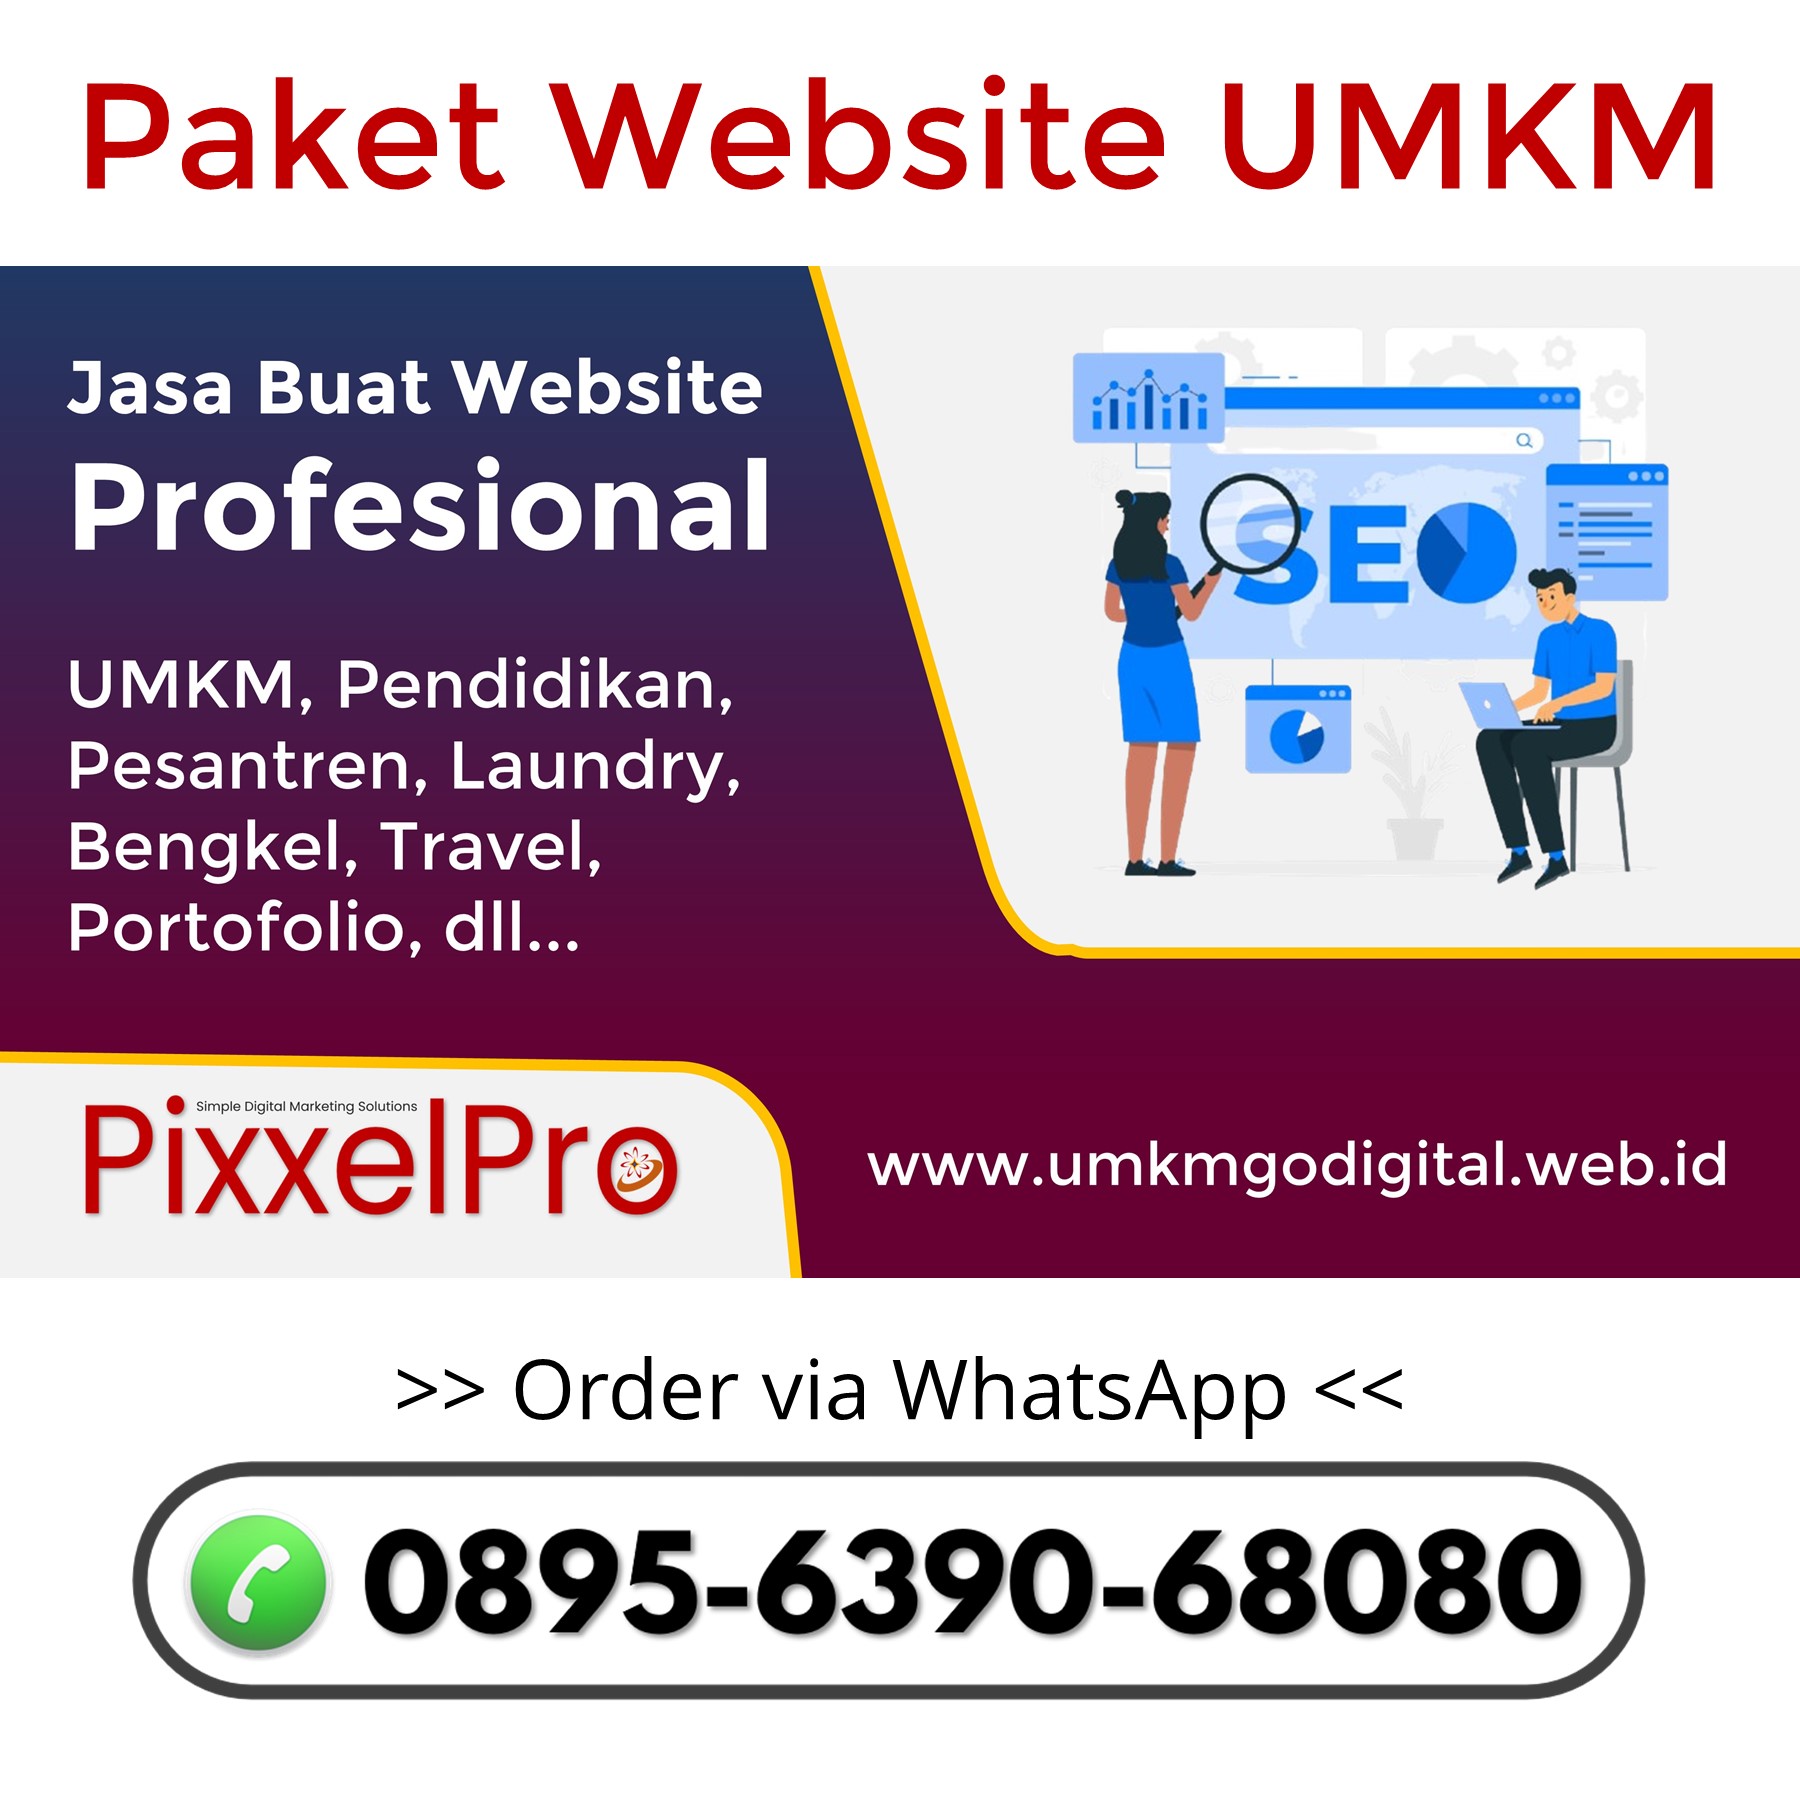 Paket Website UMKM
Jasa Buat Website
Profesional
SEO
UMKM, Pendidikan,
Pesantren, Laundry,
Bengkel, Travel,
Portofolio, dll...
Simple Digital Marketing Solutions
PixxelPro
www.umkmgodigital.web.id
>> Order via WhatsApp <<
0895-6390-68080